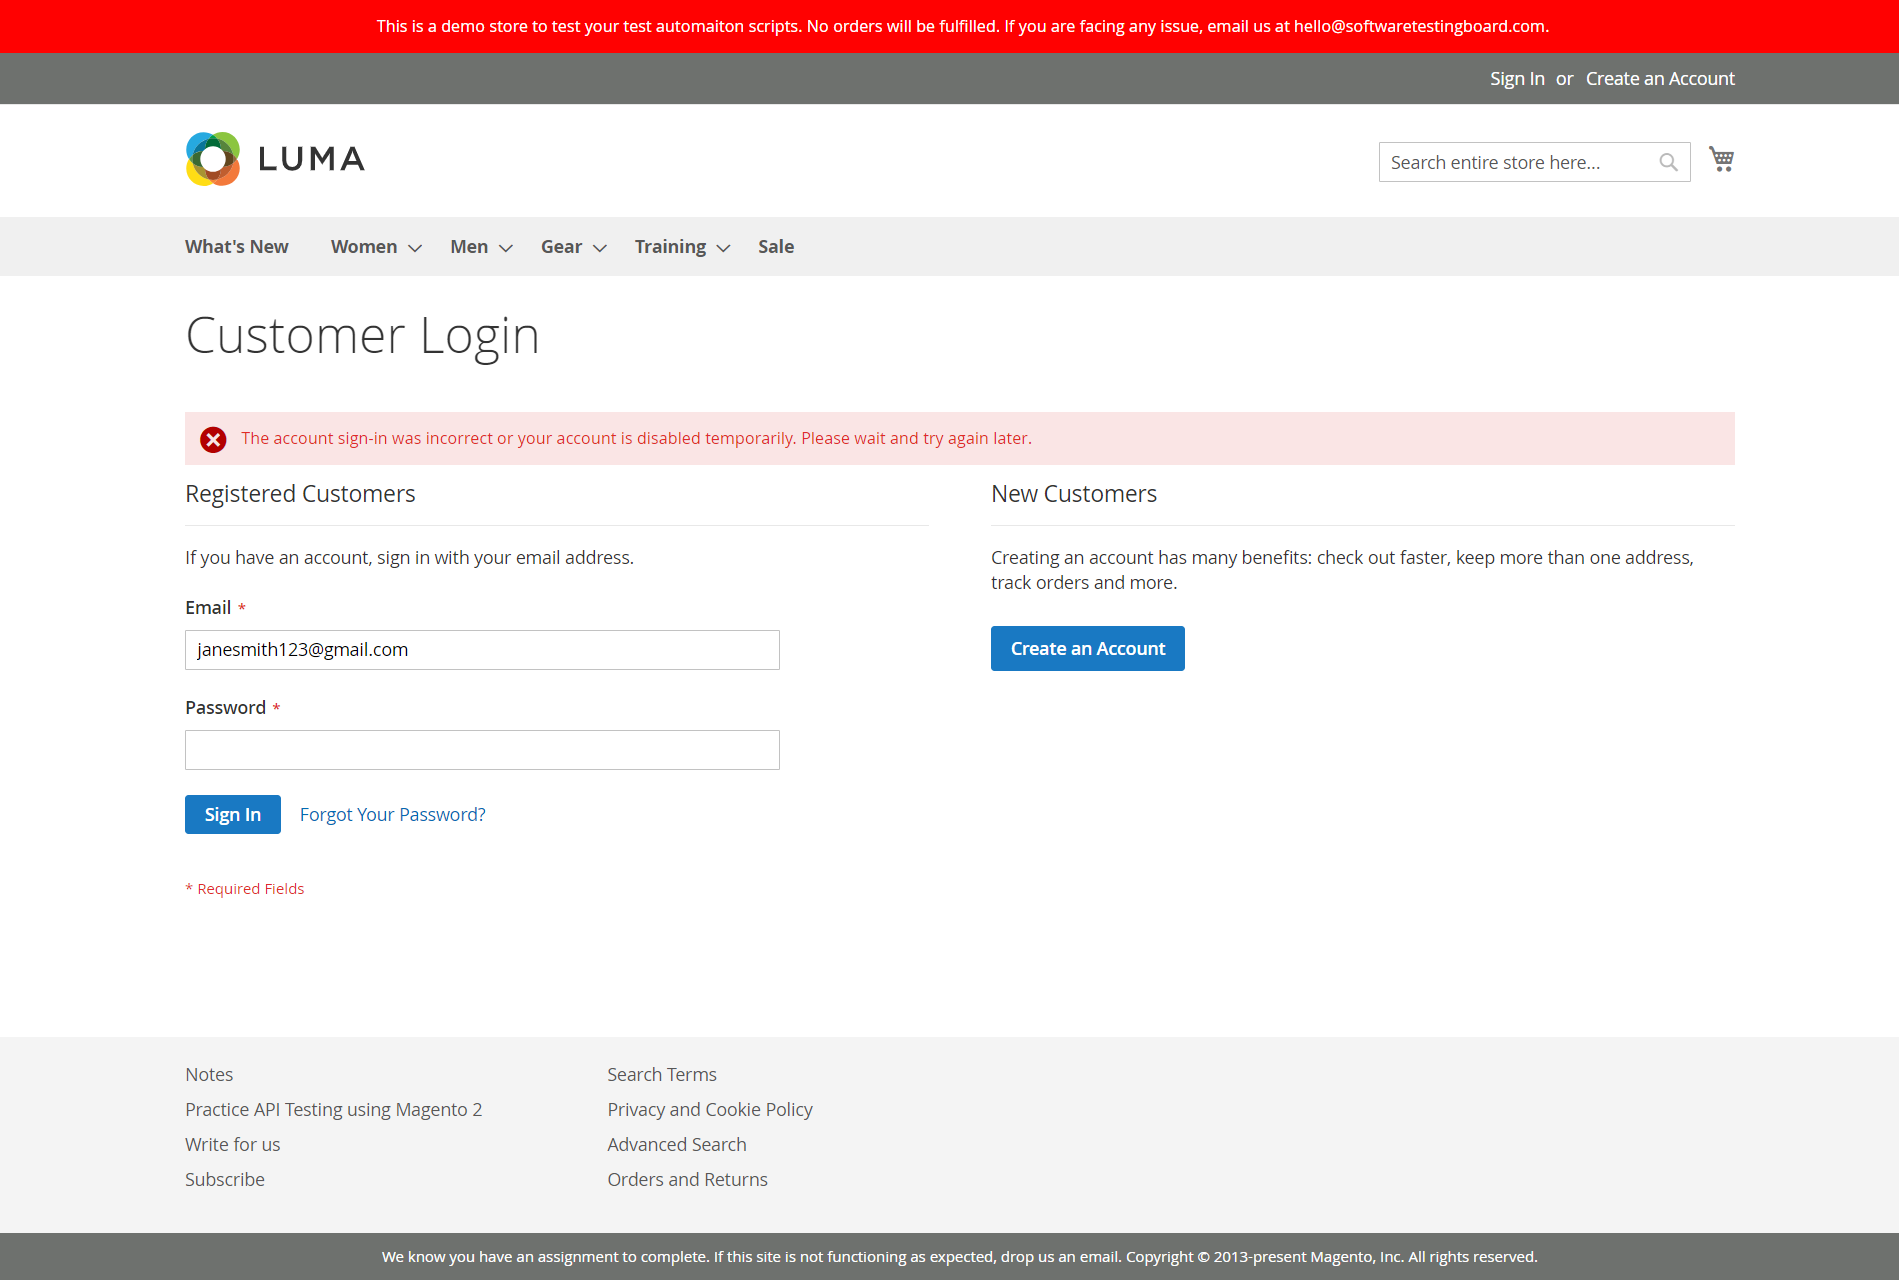 This is a demo store to test your test automaiton scripts. No orders will be fulfilled. If you are facing any issue, email us at hello@softwaretestingboard.com.
Sign In or Create an Account
LUMA
Search entire store here...
What's New Women Men Gear Training Sale
Customer Login
The account sign-in was incorrect or your account is disabled temporarily. Please wait and try again later.
Registered Customers
If you have an account, sign in with your email address.
Email *
janesmith123@gmail.com
Password *
Sign In Forgot Your Password?
* Required Fields
New Customers
Creating an account has many benefits: check out faster, keep more than one address,
track orders and more.
Create an Account
Notes
Practice API Testing using Magento 2
Write for us
Subscribe
Search Terms
Privacy and Cookie Policy
Advanced Search
Orders and Returns
We know you have an assignment to complete. If this site is not functioning as expected, drop us an email. Copyright © 2013-present Magento, Inc. All rights reserved.